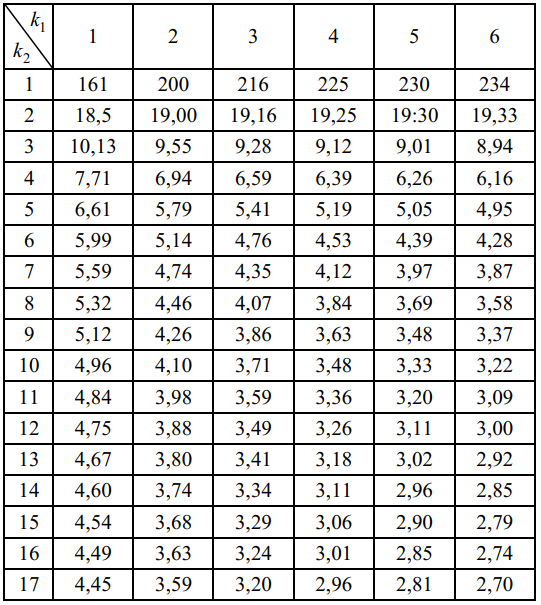 k₁ 1 2 3 4 5 6
k₂
1 161 200 216 225 230 234
2 18,5 19,00 19,16 19,25 19:30 19,33
3 10,13 9,55 9,28 9,12 9,01 8,94
4 7,71 6,94 6,59 6,39 6,26 6,16
5 6,61 5,79 5,41 5,19 5,05 4,95
6 5,99 5,14 4,76 4,53 4,39 4,28
7 5,59 4,74 4,35 4,12 3,97 3,87
8 5,32 4,46 4,07 3,84 3,69 3,58
9 5,12 4,26 3,86 3,63 3,48 3,37
10 4,96 4,10 3,71 3,48 3,33 3,22
11 4,84 3,98 3,59 3,36 3,20 3,09
12 4,75 3,88 3,49 3,26 3,11 3,00
13 4,67 3,80 3,41 3,18 3,02 2,92
14 4,60 3,74 3,34 3,11 2,96 2,85
15 4,54 3,68 3,29 3,06 2,90 2,79
16 4,49 3,63 3,24 3,01 2,85 2,74
17 4,45 3,59 3,20 2,96 2,81 2,70